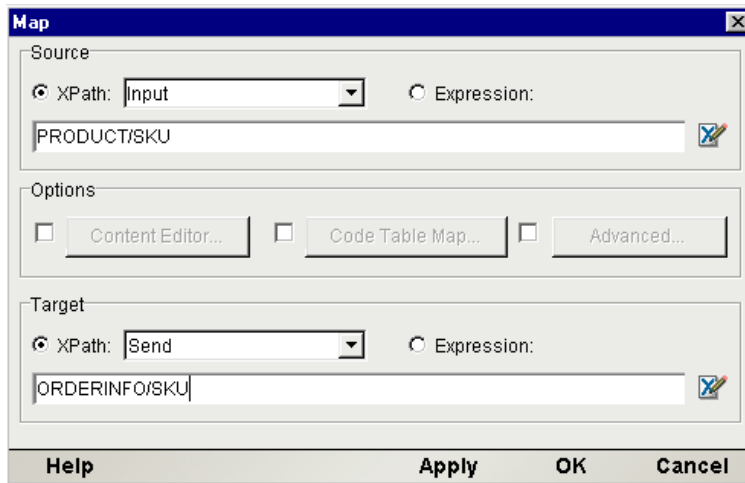 Map
Source
XPath: Input Expression:
PRODUCT/SKU
Options
Content Editor... Code Table Map... Advanced...
Target
XPath: Send Expression:
ORDERINFO/SKU
Help Apply OK Cancel